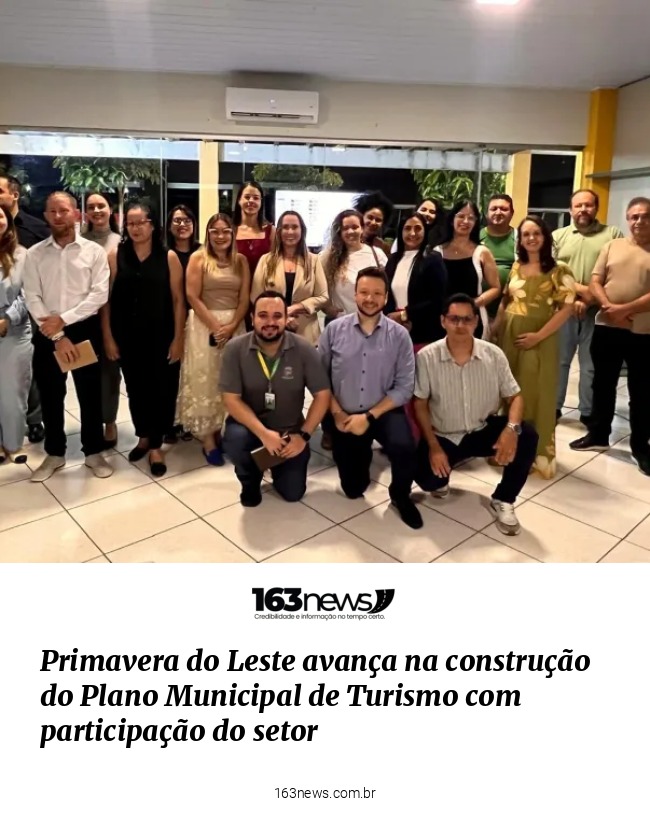 163news
Credibilidade e informação no tempo certo.
Primavera do Leste avança na construção
do Plano Municipal de Turismo com
participação do setor
163news.com.br